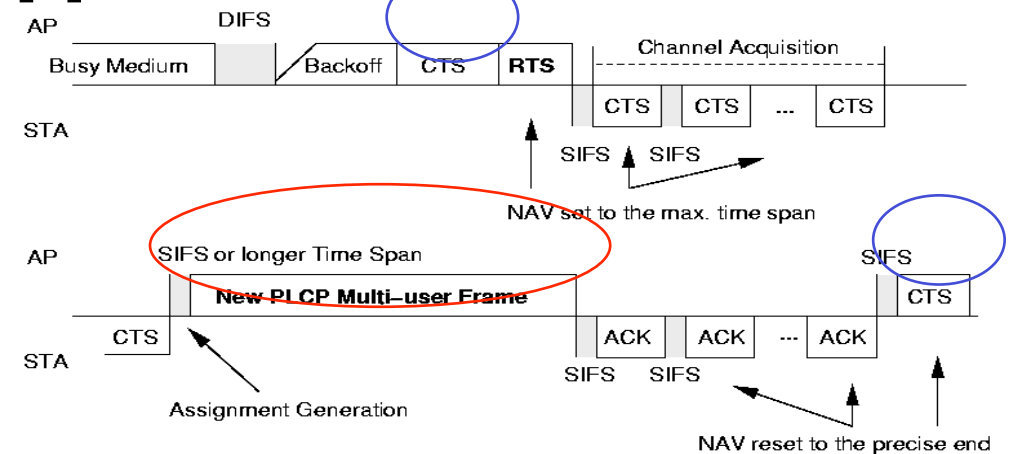 DIFS
AP
Busy Medium Backoff CTS RTS
Channel Acquisition
CTS CTS ... CTS
STA
SIFS SIFS
NAV set to the max. time span
AP SIFS or longer Time Span SIFS
New PLCP Multi-user Frame CTS
CTS ACK ACK ... ACK
STA
SIFS SIFS
Assignment Generation
NAV reset to the precise end